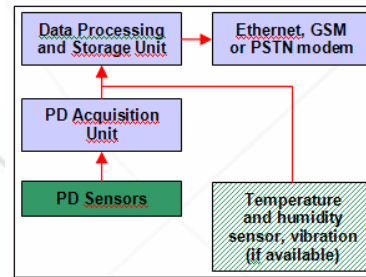 Data Processing
and Storage Unit
Ethernet, GSM
or PSTN modem
PD Acquisition
Unit
PD Sensors
Temperature
and humidity
sensor, vibration
(if available)